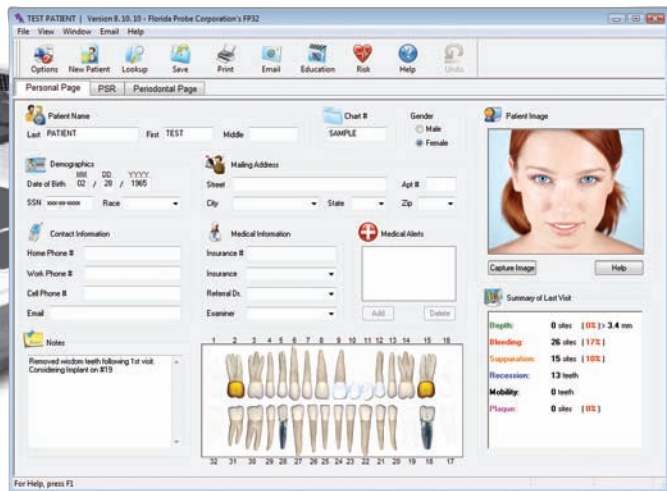 TEST PATIENT | Version 8.10.10 - Florida Probe Corporation's FP32
File View Window Email Help
Options New Patient Lookup Save Print Email Education Risk Help Undo
Personal Page PSR Periodontal Page
Patient Name
Last PATIENT First TEST Middle
Chart #
SAMPLE
Gender
Male
Female
Patient Image
Demographics
MM DD YYYY
Date of Birth 02 / 28 / 1965
SSN xxx-xx-xxxx Race
Mailing Address
Street Apt #
City State Zip
Contact Information
Home Phone #
Work Phone #
Cell Phone #
Email
Medical Information
Insurance #
Insurance
Referral Dr.
Examiner
Medical Alerts
Add Delete
Capture Image Help
Summary of Last Visit
Depth: 0 sites ( 0% ) > 3.4 mm
Bleeding: 26 sites ( 17% )
Suppuration: 15 sites ( 10% )
Recession: 13 teeth
Mobility: 0 teeth
Plaque: 0 sites ( 0% )
Notes
Removed wisdom teeth following 1st visit.
Considering Implant on #19
1 2 3 4 5 6 7 8 9 10 11 12 13 14 15 16
32 31 30 29 28 27 26 25 24 23 22 21 20 19 18 17
For Help, press F1